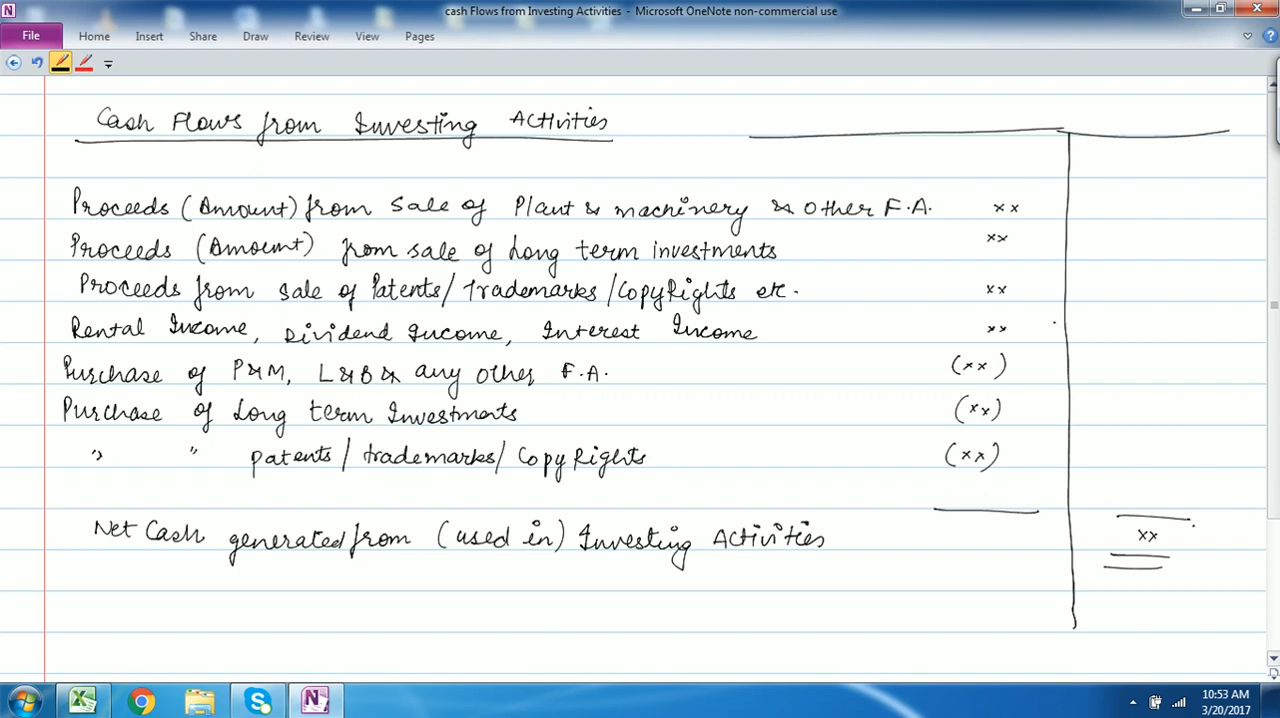 cash Flows from Investing Activities - Microsoft OneNote non-commercial use
File Home Insert Share Draw Review View Pages
Cash Flows from Investing Activities
Proceeds (Amount) from sale of Plant & machinery & other F.A. xx
Proceeds (Amount) from sale of Long term investments xx
Proceeds from sale of Patents/Trademarks/CopyRights etc. xx
Rental Income, Dividend Income, Interest Income xx
Purchase of P&M, L&B & any other F.A. (xx)
Purchase of Long term Investments (xx)
" " patents/trademarks/CopyRights (xx)
Net Cash generated from (used in) Investing Activities xx
10:53 AM
3/20/2017